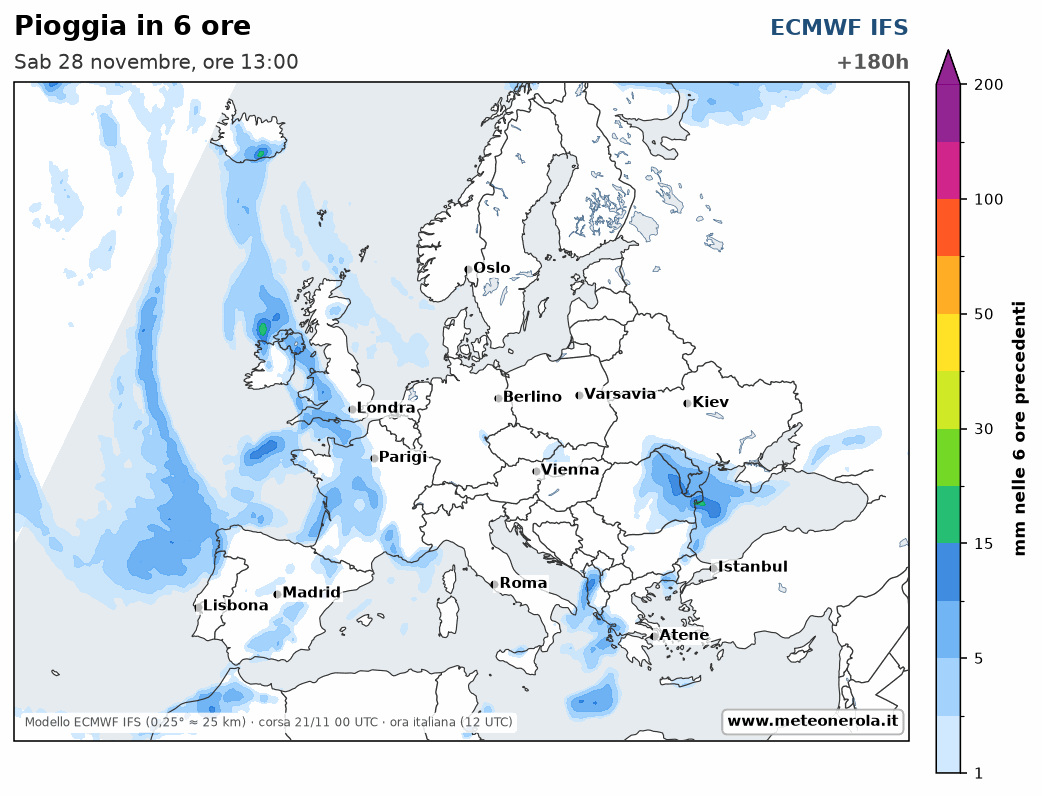 Pioggia in 6 ore
ECMWF IFS
Sab 28 novembre, ore 13:00
+180h
200
100
50
30
15
5
1
mm nelle 6 ore precedenti
Oslo
Berlino
Varsavia
Kiev
Londra
Parigi
Vienna
Istanbul
Roma
Madrid
Lisbona
Atene
Modello ECMWF IFS (0,25° ≈ 25 km) · corsa 21/11 00 UTC · ora italiana (12 UTC)
www.meteonerola.it